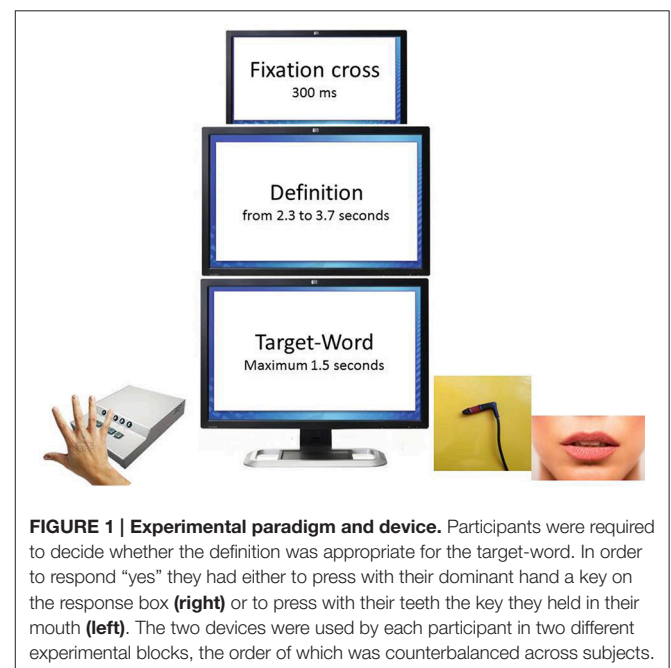 Fixation cross
300 ms
Definition
from 2.3 to 3.7 seconds
Target-Word
Maximum 1.5 seconds
FIGURE 1 | Experimental paradigm and device. Participants were required
to decide whether the definition was appropriate for the target-word. In order
to respond “yes” they had either to press with their dominant hand a key on
the response box (right) or to press with their teeth the key they held in their
mouth (left). The two devices were used by each participant in two different
experimental blocks, the order of which was counterbalanced across subjects.